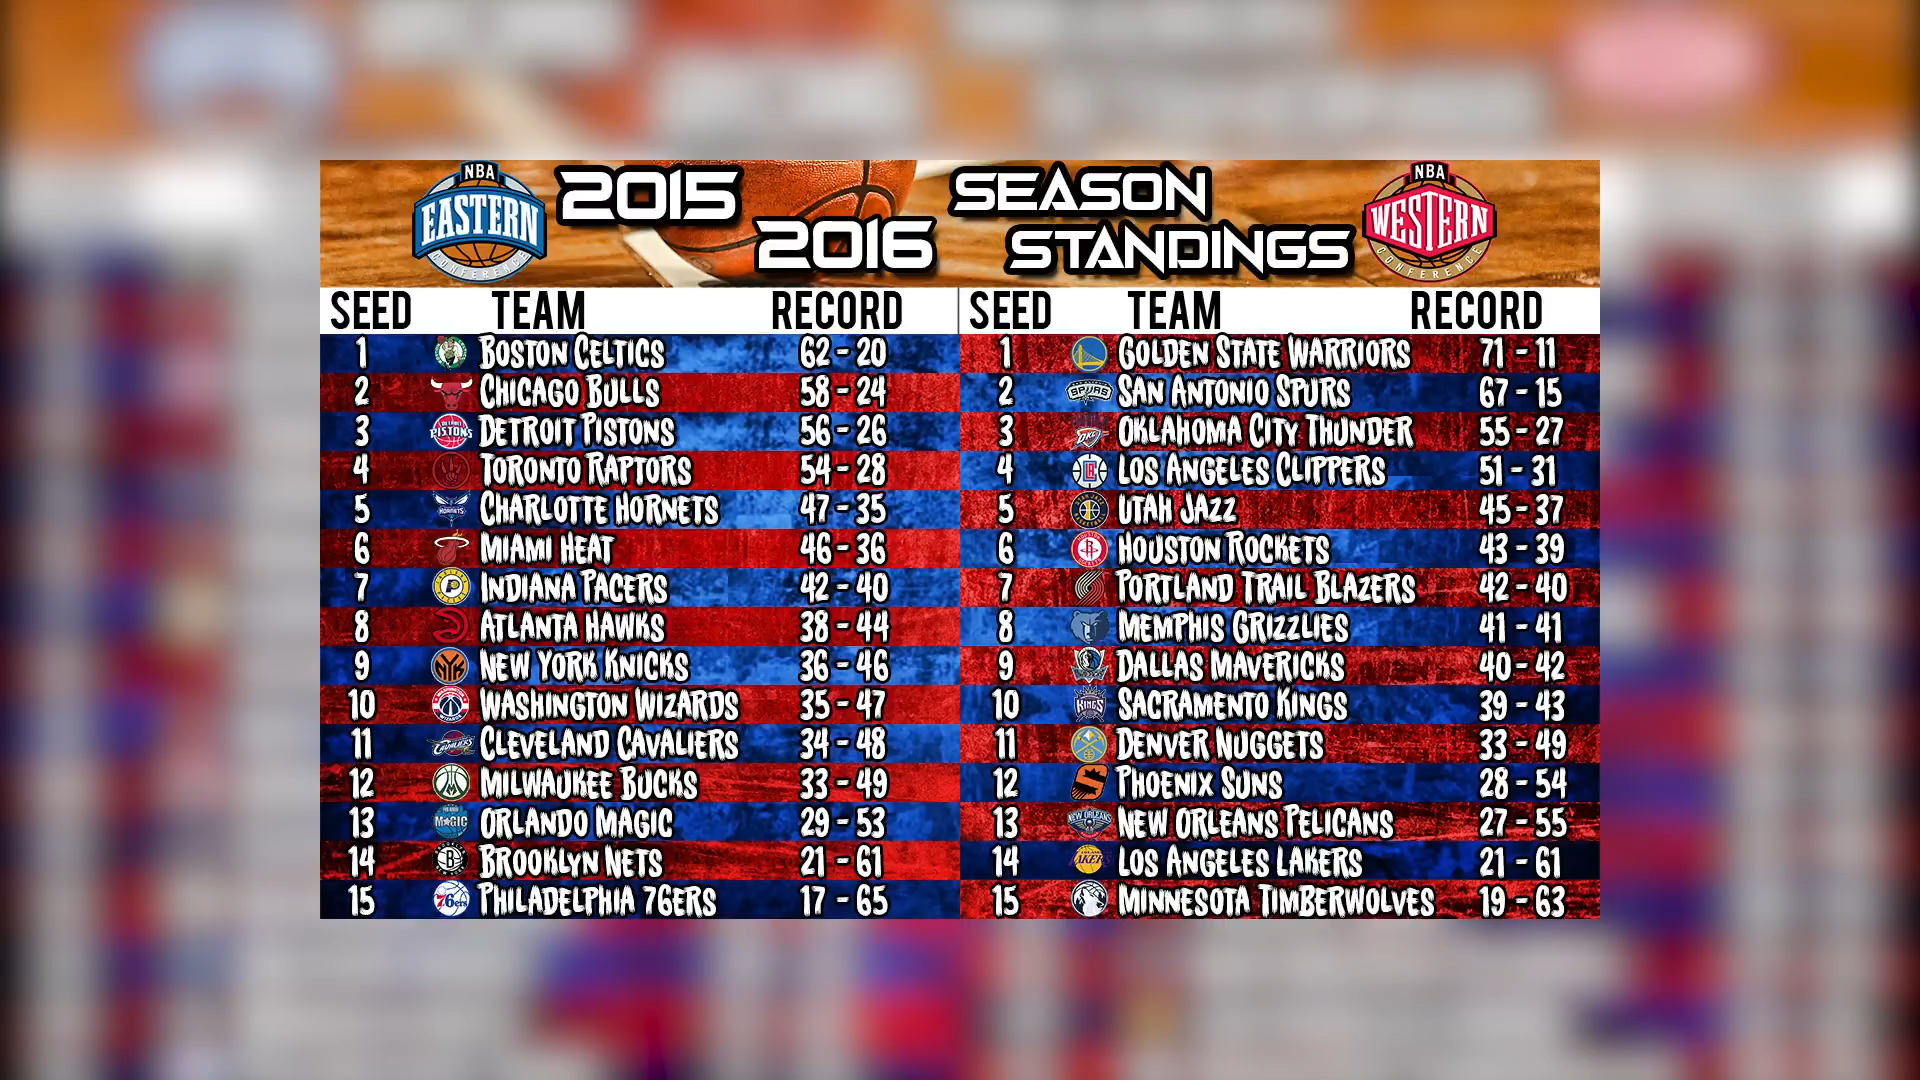 NBA EASTERN CONFERENCE
2015
2016
SEASON
STANDINGS
NBA WESTERN CONFERENCE
SEED TEAM RECORD
1 BOSTON CELTICS 62 - 20
2 CHICAGO BULLS 58 - 24
3 DETROIT PISTONS 56 - 26
4 TORONTO RAPTORS 54 - 28
5 CHARLOTTE HORNETS 47 - 35
6 MIAMI HEAT 46 - 36
7 INDIANA PACERS 42 - 40
8 ATLANTA HAWKS 38 - 44
9 NEW YORK KNICKS 36 - 46
10 WASHINGTON WIZARDS 35 - 47
11 CLEVELAND CAVALIERS 34 - 48
12 MILWAUKEE BUCKS 33 - 49
13 ORLANDO MAGIC 29 - 53
14 BROOKLYN NETS 21 - 61
15 PHILADELPHIA 76ERS 17 - 65
SEED TEAM RECORD
1 GOLDEN STATE WARRIORS 71 - 11
2 SAN ANTONIO SPURS 67 - 15
3 OKLAHOMA CITY THUNDER 55 - 27
4 LOS ANGELES CLIPPERS 51 - 31
5 UTAH JAZZ 45 - 37
6 HOUSTON ROCKETS 43 - 39
7 PORTLAND TRAIL BLAZERS 42 - 40
8 MEMPHIS GRIZZLIES 41 - 41
9 DALLAS MAVERICKS 40 - 42
10 SACRAMENTO KINGS 39 - 43
11 DENVER NUGGETS 33 - 49
12 PHOENIX SUNS 28 - 54
13 NEW ORLEANS PELICANS 27 - 55
14 LOS ANGELES LAKERS 21 - 61
15 MINNESOTA TIMBERWOLVES 19 - 63